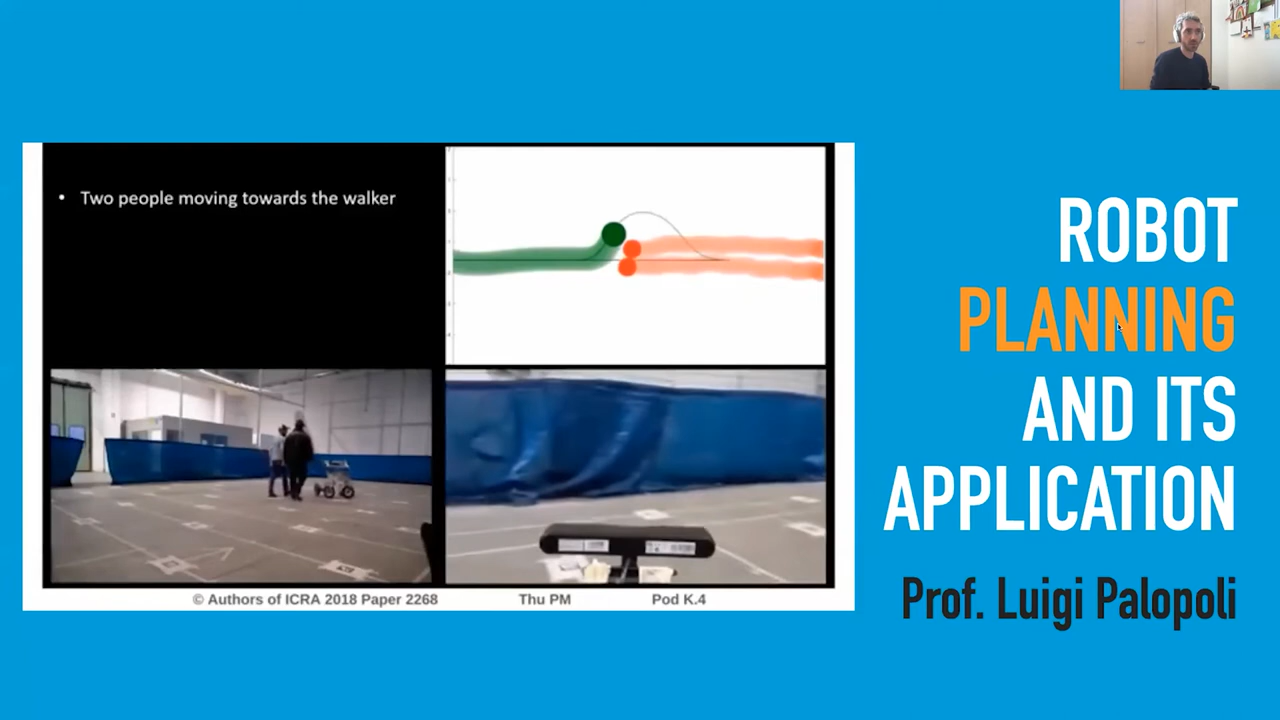 • Two people moving towards the walker
© Authors of ICRA 2018 Paper 2268 Thu PM Pod K.4
ROBOT
PLANNING
AND ITS
APPLICATION
Prof. Luigi Palopoli